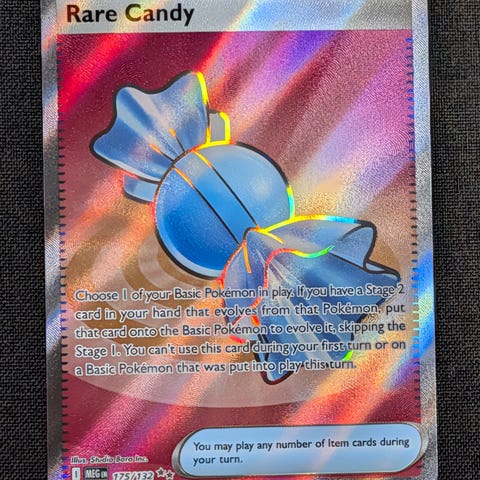 Rare Candy
Choose 1 of your Basic Pokémon in play. If you have a Stage 2
card in your hand that evolves from that Pokémon, put
that card onto the Basic Pokémon to evolve it, skipping the
Stage 1. You can't use this card during your first turn or on
a Basic Pokémon that was put into play this turn.
You may play any number of Item cards during
your turn.
Illus. Studio Bora Inc.
I MEG EN 175/132